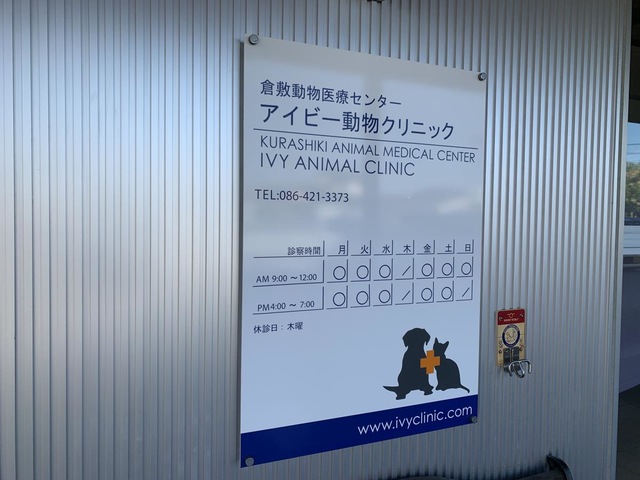 倉敷動物医療センター
アイビー動物クリニック
KURASHIKI ANIMAL MEDICAL CENTER
IVY ANIMAL CLINIC
TEL:086-421-3373
診察時間 月 火 水 木 金 土 日
AM 9:00 〜 12:00 ○ ○ ○ / ○ ○ ○
PM 4:00 〜 7:00 ○ ○ ○ / ○ ○ /
休診日：木曜
www.ivyclinic.com